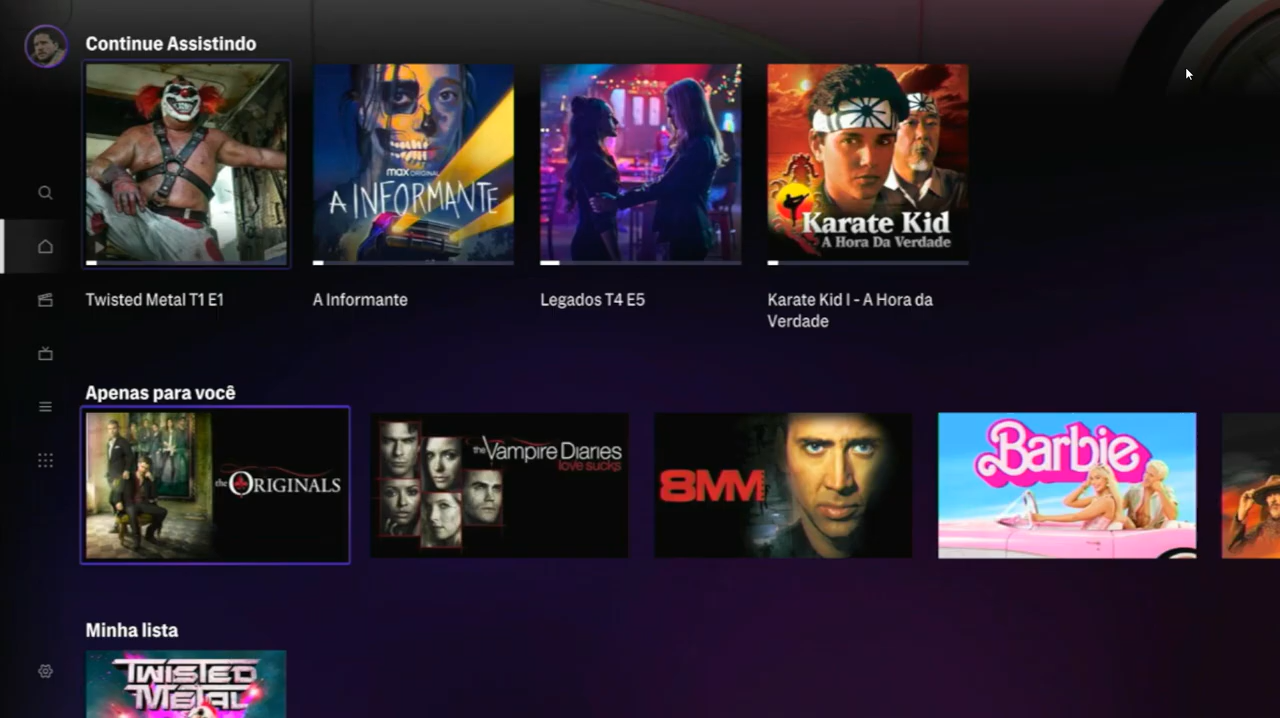 Continue Assistindo
max ORIGINAL
A INFORMANTE
Karate Kid
A Hora Da Verdade
Twisted Metal T1 E1
A Informante
Legados T4 E5
Karate Kid I - A Hora da
Verdade
Apenas para você
the ORIGINALS
the Vampire Diaries
love sucks
8MM
Barbie
Minha lista
TWISTED
METAL